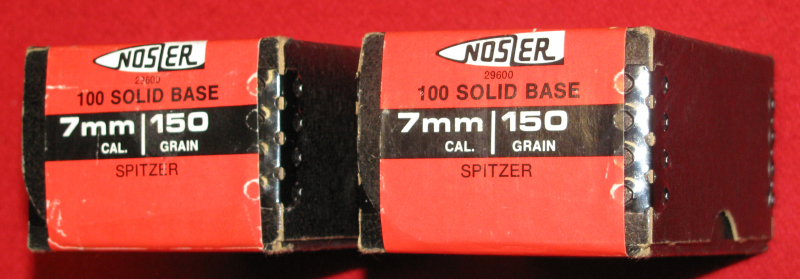 NOSLER
29600
100 SOLID BASE
7mm 150
CAL. GRAIN
SPITZER
NOSLER
29600
100 SOLID BASE
7mm 150
CAL. GRAIN
SPITZER